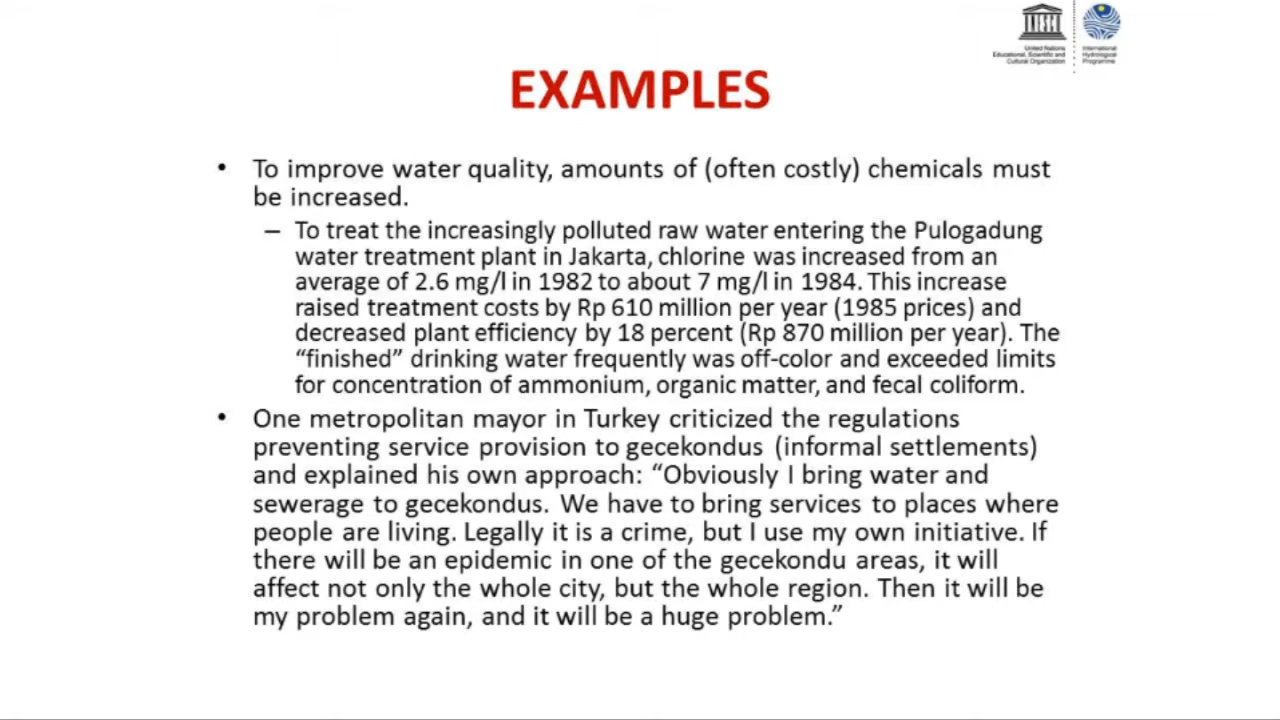 United Nations
Educational, Scientific and
Cultural Organization
International
Hydrological
Programme
EXAMPLES
• To improve water quality, amounts of (often costly) chemicals must
be increased.
– To treat the increasingly polluted raw water entering the Pulogadung
water treatment plant in Jakarta, chlorine was increased from an
average of 2.6 mg/l in 1982 to about 7 mg/l in 1984. This increase
raised treatment costs by Rp 610 million per year (1985 prices) and
decreased plant efficiency by 18 percent (Rp 870 million per year). The
“finished” drinking water frequently was off-color and exceeded limits
for concentration of ammonium, organic matter, and fecal coliform.
• One metropolitan mayor in Turkey criticized the regulations
preventing service provision to gecekondus (informal settlements)
and explained his own approach: “Obviously I bring water and
sewerage to gecekondus. We have to bring services to places where
people are living. Legally it is a crime, but I use my own initiative. If
there will be an epidemic in one of the gecekondu areas, it will
affect not only the whole city, but the whole region. Then it will be
my problem again, and it will be a huge problem.”